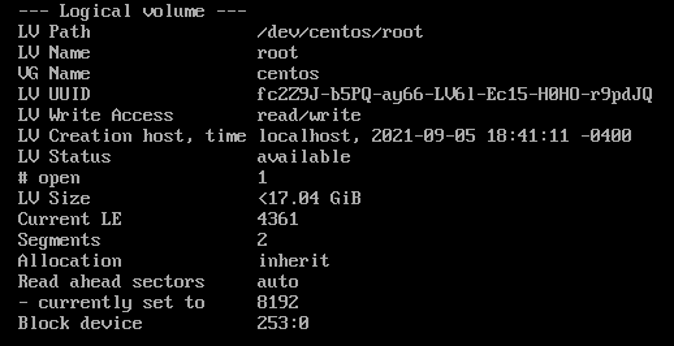 --- Logical volume ---
LV Path                /dev/centos/root
LV Name                root
VG Name                centos
LV UUID                fc2Z9J-b5PQ-ay66-LV6l-Ec15-H0HO-r9pdJQ
LV Write Access        read/write
LV Creation host, time localhost, 2021-09-05 18:41:11 -0400
LV Status              available
# open                 1
LV Size                <17.04 GiB
Current LE             4361
Segments               2
Allocation             inherit
Read ahead sectors     auto
- currently set to     8192
Block device           253:0